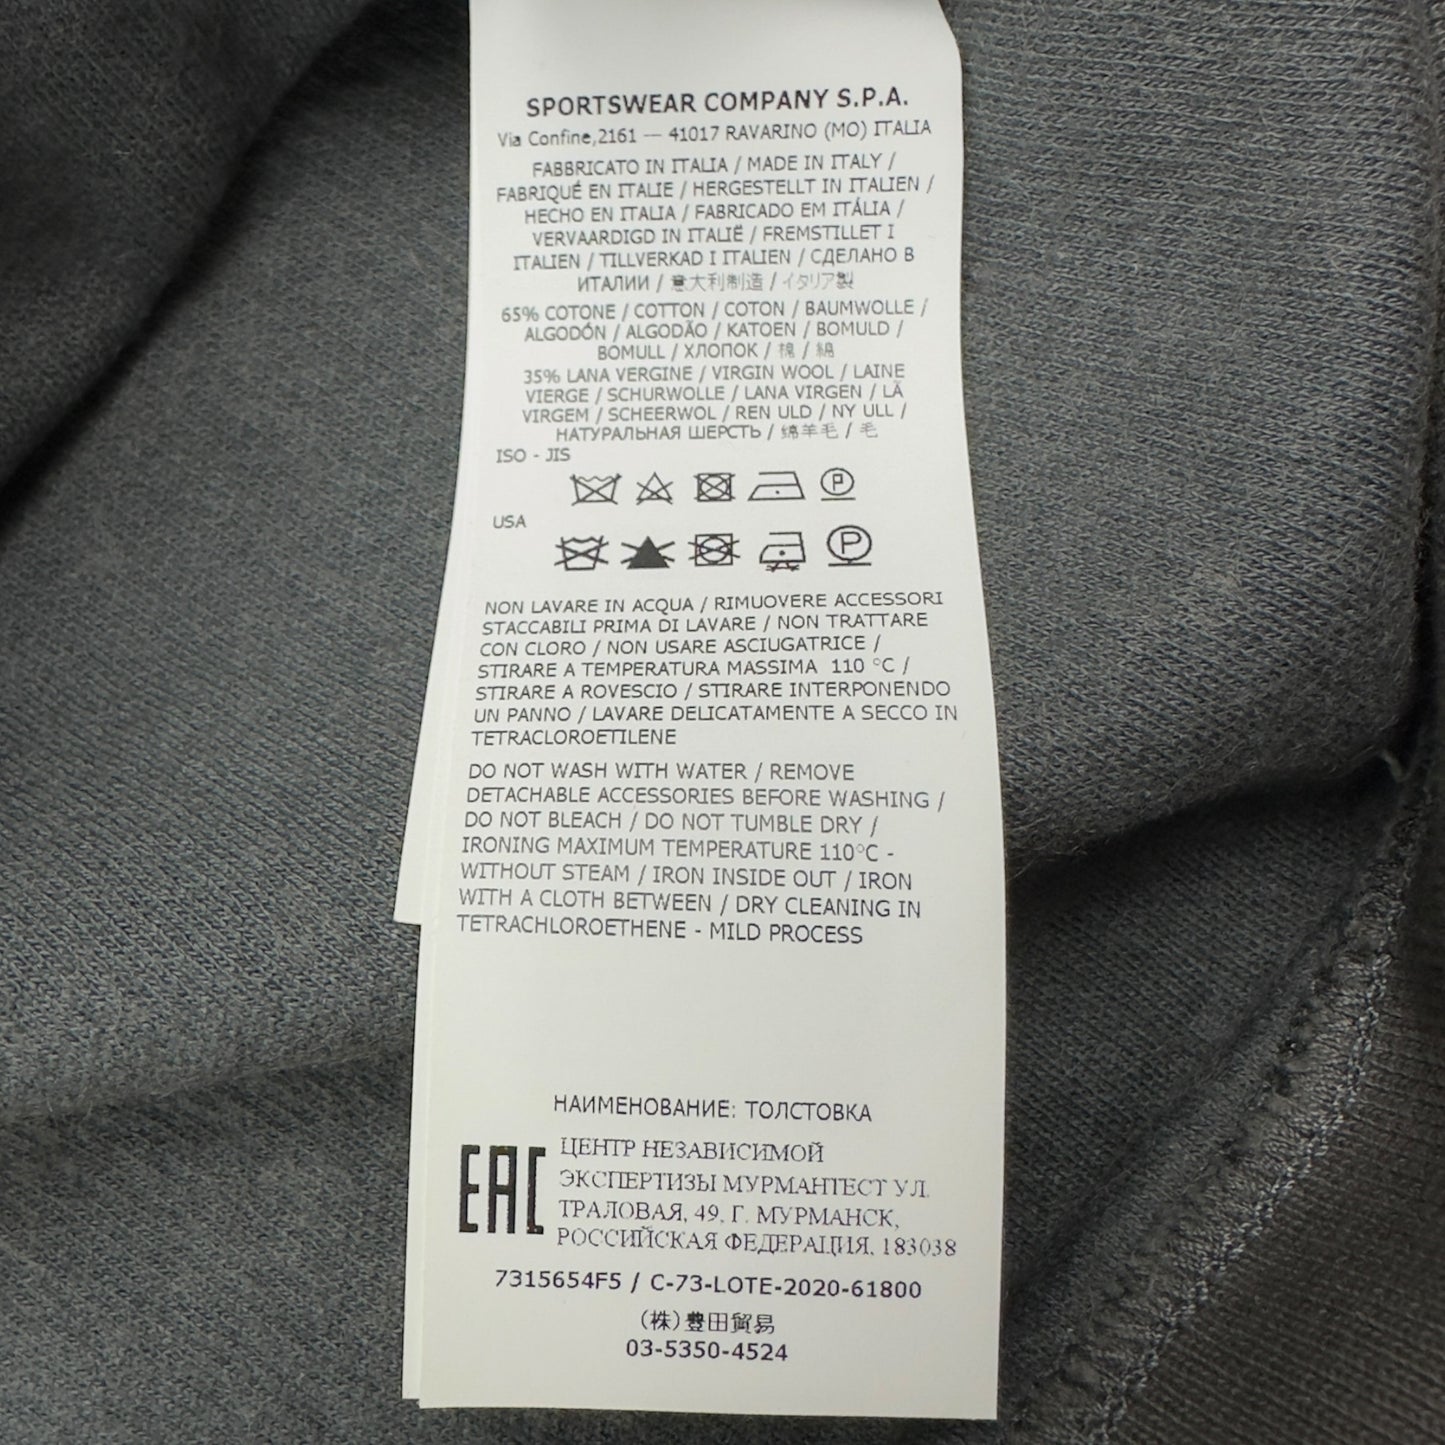 SPORTSWEAR COMPANY S.P.A.
Via Confine,2161 — 41017 RAVARINO (MO) ITALIA
FABBRICATO IN ITALIA / MADE IN ITALY /
FABRIQUÉ EN ITALIE / HERGESTELLT IN ITALIEN /
HECHO EN ITALIA / FABRICADO EM ITÁLIA /
VERVAARDIGD IN ITALIË / FREMSTILLET I
ITALIEN / TILLVERKAD I ITALIEN / СДЕЛАНО В
ИТАЛИИ / 意大利制造 / イタリア製
65% COTONE / COTTON / COTON / BAUMWOLLE /
ALGODÓN / ALGODÃO / KATOEN / BOMULD /
BOMULL / ХЛОПОК / 棉 / 綿
35% LANA VERGINE / VIRGIN WOOL / LAINE
VIERGE / SCHURWOLLE / LANA VIRGEN / LÃ
VIRGEM / SCHEERWOL / REN ULD / NY ULL /
НАТУРАЛЬНАЯ ШЕРСТЬ / 绵羊毛 / 毛
ISO - JIS
P
USA
P
NON LAVARE IN ACQUA / RIMUOVERE ACCESSORI
STACCABILI PRIMA DI LAVARE / NON TRATTARE
CON CLORO / NON USARE ASCIUGATRICE /
STIRARE A TEMPERATURA MASSIMA 110 °C /
STIRARE A ROVESCIO / STIRARE INTERPONENDO
UN PANNO / LAVARE DELICATAMENTE A SECCO IN
TETRACLOROETILENE
DO NOT WASH WITH WATER / REMOVE
DETACHABLE ACCESSORIES BEFORE WASHING /
DO NOT BLEACH / DO NOT TUMBLE DRY /
IRONING MAXIMUM TEMPERATURE 110°C -
WITHOUT STEAM / IRON INSIDE OUT / IRON
WITH A CLOTH BETWEEN / DRY CLEANING IN
TETRACHLOROETHENE - MILD PROCESS
НАИМЕНОВАНИЕ: ТОЛСТОВКА
EAC
ЦЕНТР НЕЗАВИСИМОЙ
ЭКСПЕРТИЗЫ МУРМАНТЕСТ УЛ.
ТРАЛОВАЯ, 49, Г. МУРМАНСК,
РОССИЙСКАЯ ФЕДЕРАЦИЯ, 183038
7315654F5 / C-73-LOTE-2020-61800
(株)豊田貿易
03-5350-4524